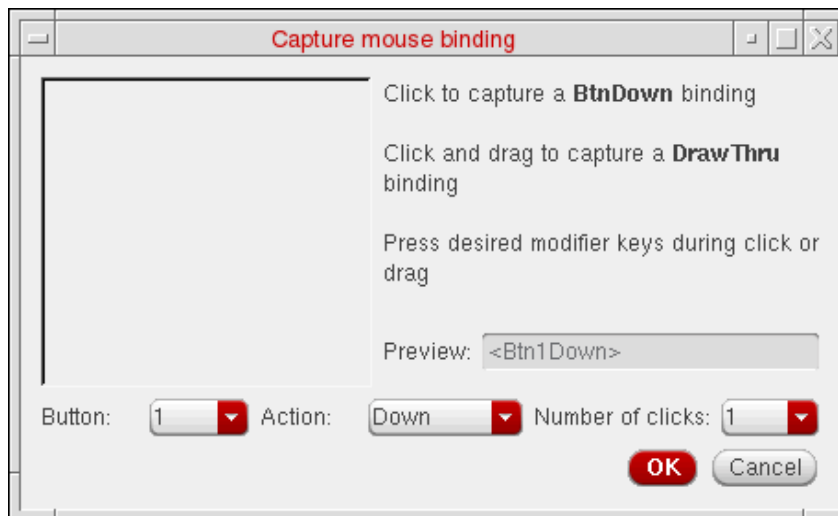 Capture mouse binding
Click to capture a BtnDown binding
Click and drag to capture a DrawThru
binding
Press desired modifier keys during click or
drag
Preview: <Btn1Down>
Button: 1 Action: Down Number of clicks: 1
OK Cancel